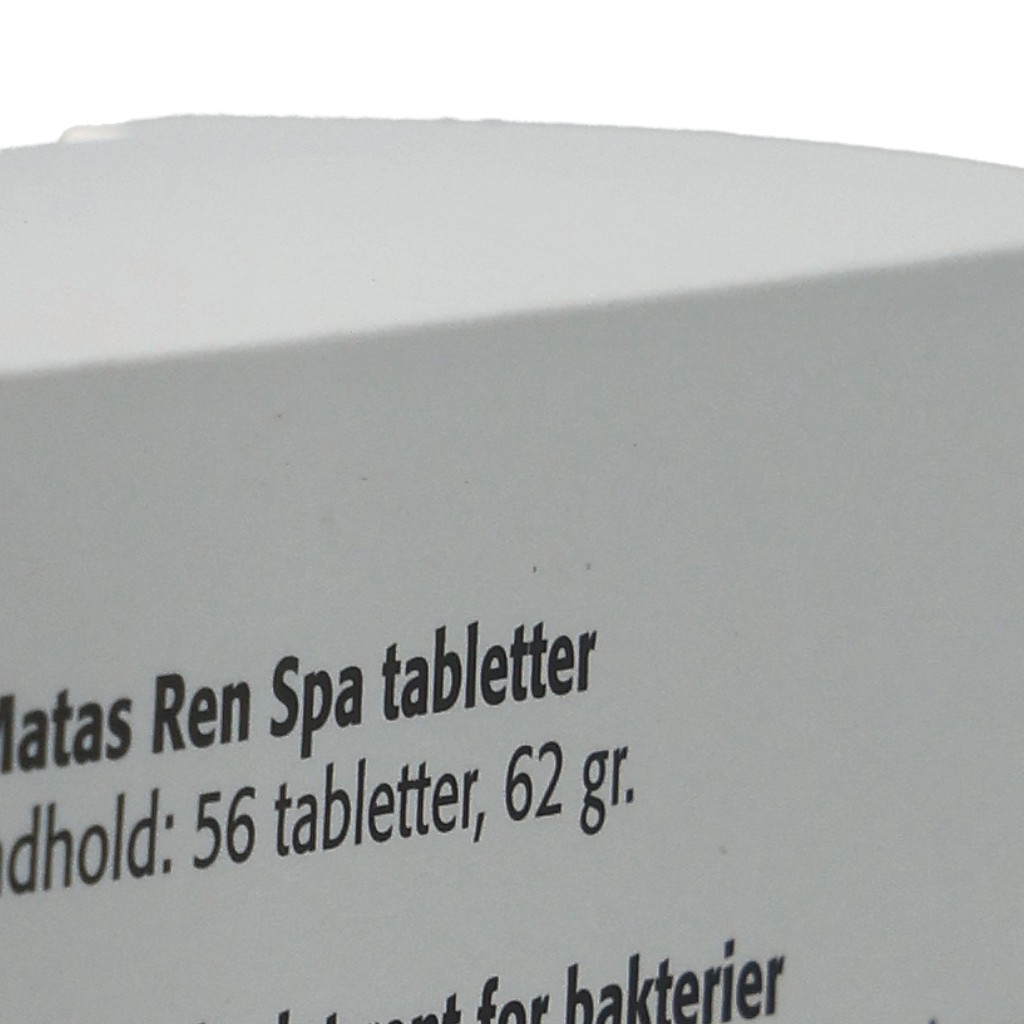 Matas Ren Spa tabletter
ndhold: 56 tabletter, 62 gr.
for bakterier